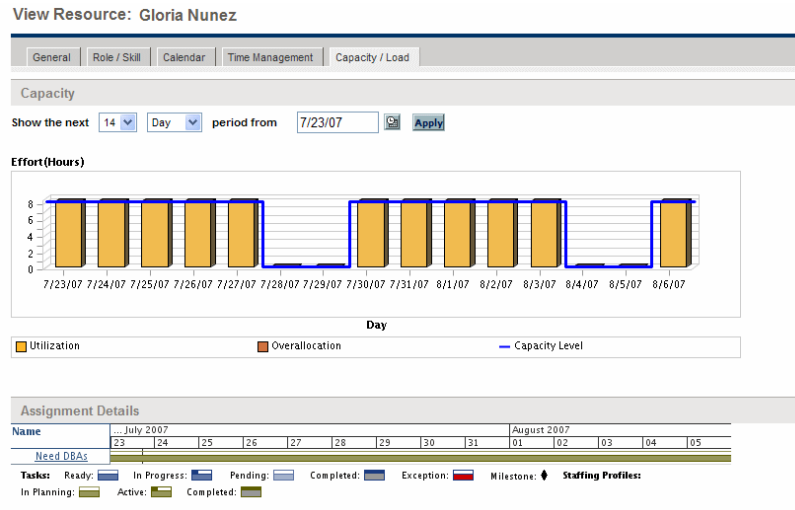 View Resource: Gloria Nunez
General Role / Skill Calendar Time Management Capacity / Load
Capacity
Show the next 14 Day period from 7/23/07 Apply
Effort(Hours)
8
6
4
2
0
7/23/07 7/24/07 7/25/07 7/26/07 7/27/07 7/28/07 7/29/07 7/30/07 7/31/07 8/1/07 8/2/07 8/3/07 8/4/07 8/5/07 8/6/07
Day
Utilization Overallocation Capacity Level
Assignment Details
Name ... July 2007 August 2007
23 24 25 26 27 28 29 30 31 01 02 03 04 05
Need DBAs
Tasks: Ready: In Progress: Pending: Completed: Exception: Milestone: Staffing Profiles:
In Planning: Active: Completed: